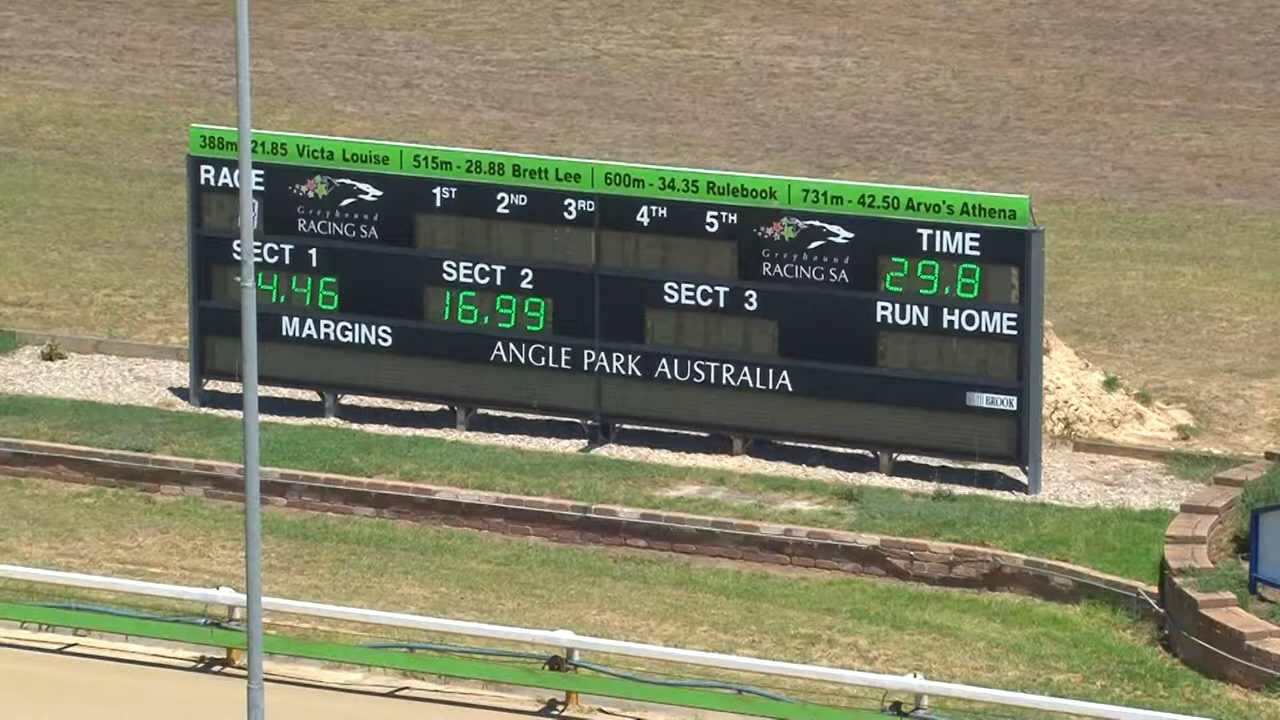 388m 21.85 Victa Louise | 515m - 28.88 Brett Lee | 600m - 34.35 Rulebook | 731m - 42.50 Arvo's Athena
RACE
Greyhound
RACING SA
1ST 2ND 3RD 4TH 5TH
Greyhound
RACING SA
TIME
29.8
SECT 1
4.46
SECT 2
16.99
SECT 3
RUN HOME
MARGINS
ANGLE PARK AUSTRALIA
BROOK